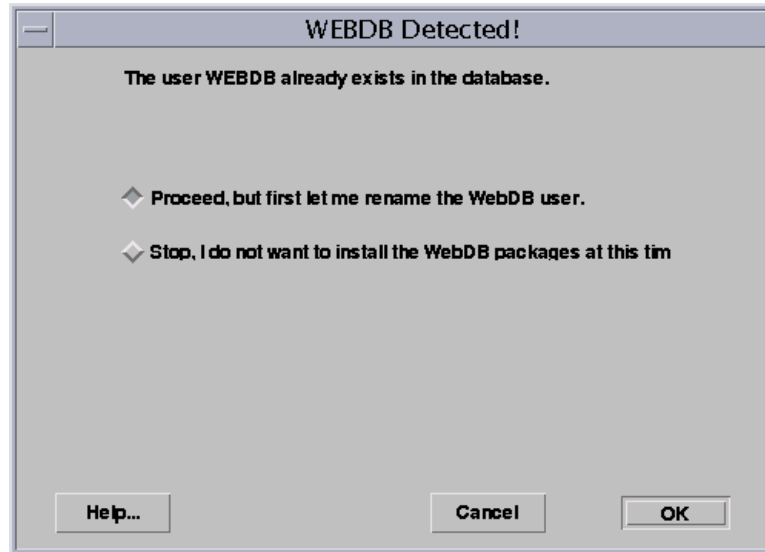 WEBDB Detected!
The user WEBDB already exists in the database.
Proceed, but first let me rename the WebDB user.
Stop, I do not want to install the WebDB packages at this tim
Help...
Cancel
OK